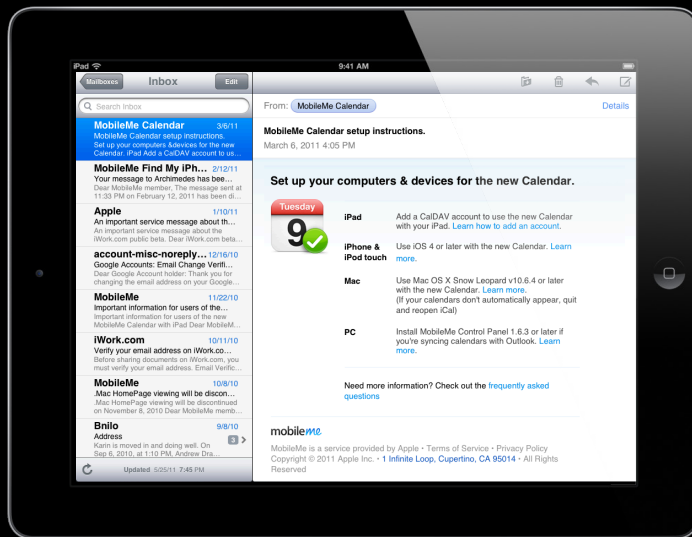 iPad
9:41 AM
Mailboxes
Inbox
Edit
Search Inbox
MobileMe Calendar 3/6/11
MobileMe Calendar setup instructions.
Set up your computers &devices for the new
Calendar. iPad Add a CalDAV account to us...
MobileMe Find My iPh... 2/12/11
Your message to Archimedes has bee...
Dear MobileMe member, The message sent at
11:33 PM on February 12, 2011 has been di...
Apple 1/10/11
An important service message about th...
An important service message about the
iWork.com public beta. Dear iWork.com beta...
account-misc-noreply... 12/16/10
Google Accounts: Email Change Verifi...
Dear Google Account holder: Thank you for
changing the email address on your Google...
MobileMe 11/22/10
Important information for users of the...
Important information for users of the new
MobileMe Calendar with iPad Dear MobileM...
iWork.com 10/11/10
Verify your email address on iWork.co...
Before sharing documents on iWork.com, you
must verify your email address. Email Verific...
MobileMe 10/8/10
.Mac HomePage viewing will be discon...
.Mac HomePage viewing will be discontinued
on November 8, 2010 Dear MobileMe memb...
Bnilo 9/8/10
Address
Karin is moved in and doing well. On
Sep 6, 2010, at 1:10 PM, Andrew Dra...
3
Updated 5/25/11 7:45 PM
From: MobileMe Calendar
Details
MobileMe Calendar setup instructions.
March 6, 2011 4:05 PM
Set up your computers & devices for the new Calendar.
Tuesday
9
iPad
Add a CalDAV account to use the new Calendar
with your iPad. Learn how to add an account.
iPhone &
iPod touch
Use iOS 4 or later with the new Calendar. Learn
more.
Mac
Use Mac OS X Snow Leopard v10.6.4 or later
with the new Calendar. Learn more.
(If your calendars don't automatically appear, quit
and reopen iCal)
PC
Install MobileMe Control Panel 1.6.3 or later if
you're syncing calendars with Outlook. Learn
more.
Need more information? Check out the frequently asked
questions
mobileme
MobileMe is a service provided by Apple • Terms of Service • Privacy Policy
Copyright © 2011 Apple Inc. • 1 Infinite Loop, Cupertino, CA 95014 • All Rights
Reserved